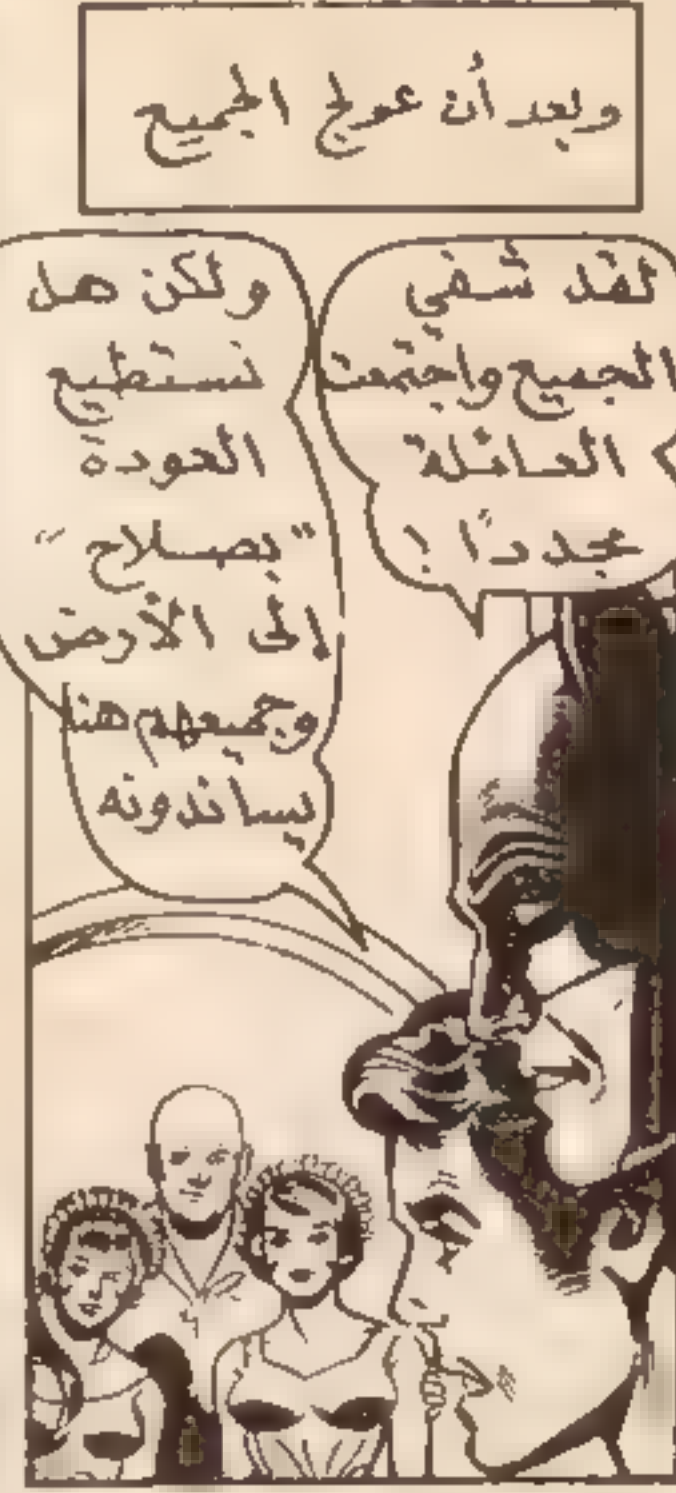 وبعد أن عولج الجميع
لقد شفي
الجميع واجتمعت
العائلة
مجددًا !
ولكن هل
نستطيع
العودة
"بصلاح"
إلى الأرض
وجميعهم هنا
يساندونه